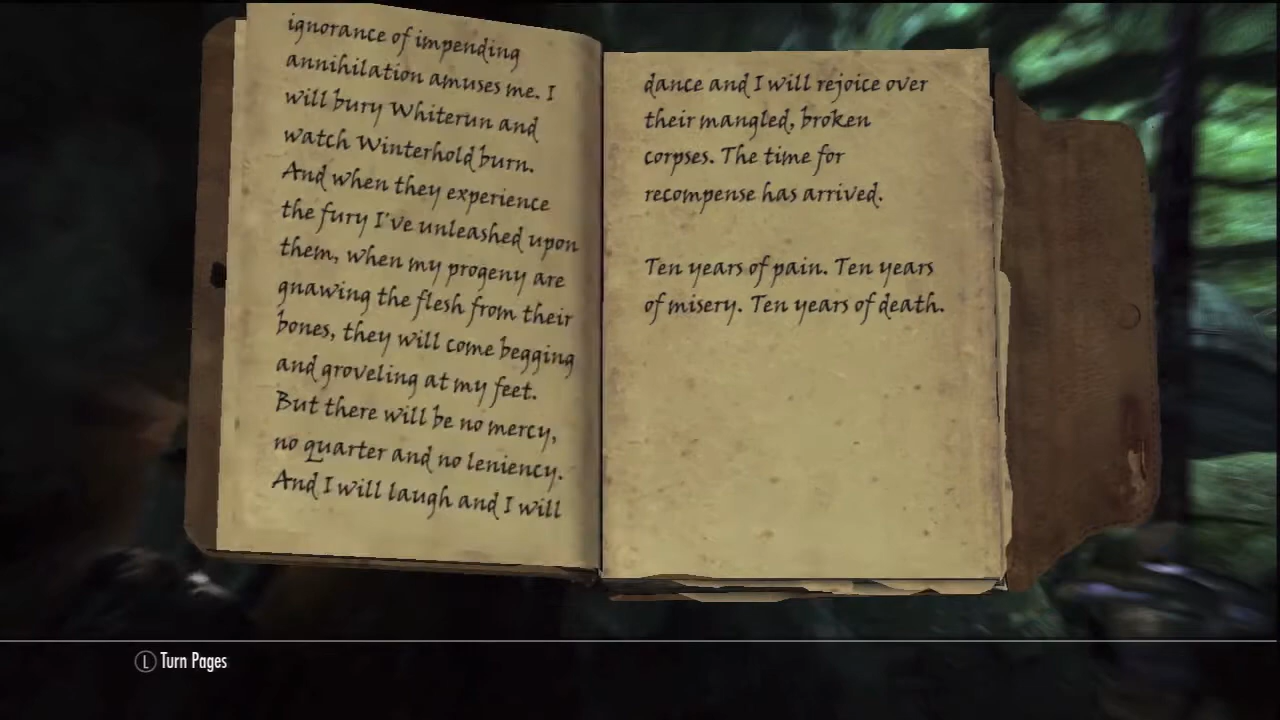 ignorance of impending
annihilation amuses me. I
will bury Whiterun and
watch Winterhold burn.
And when they experience
the fury I've unleashed upon
them, when my progeny are
gnawing the flesh from their
bones, they will come begging
and groveling at my feet.
But there will be no mercy,
no quarter and no leniency.
And I will laugh and I will
dance and I will rejoice over
their mangled, broken
corpses. The time for
recompense has arrived.
Ten years of pain. Ten years
of misery. Ten years of death.
L Turn Pages